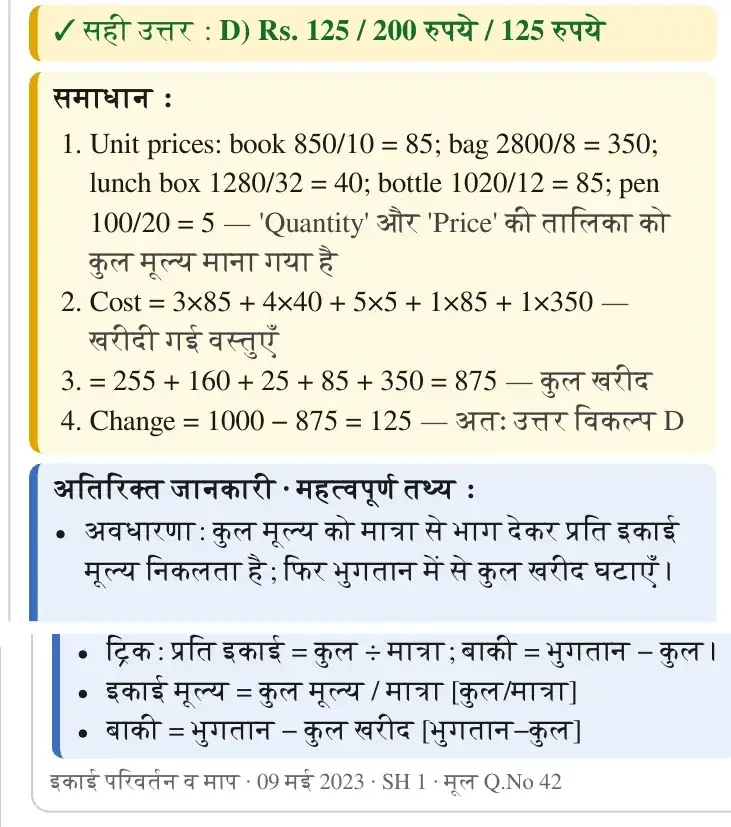 ✓ सही उत्तर : D) Rs. 125 / 200 रुपये / 125 रुपये
समाधान :
1. Unit prices: book 850/10 = 85; bag 2800/8 = 350;
lunch box 1280/32 = 40; bottle 1020/12 = 85; pen
100/20 = 5 — 'Quantity' और 'Price' की तालिका को
कुल मूल्य माना गया है
2. Cost = 3×85 + 4×40 + 5×5 + 1×85 + 1×350 —
खरीदी गई वस्तुएँ
3. = 255 + 160 + 25 + 85 + 350 = 875 — कुल खरीद
4. Change = 1000 − 875 = 125 — अतः उत्तर विकल्प D
अतिरिक्त जानकारी · महत्वपूर्ण तथ्य :
• अवधारणा : कुल मूल्य को मात्रा से भाग देकर प्रति इकाई
मूल्य निकलता है ; फिर भुगतान में से कुल खरीद घटाएँ ।
• ट्रिक : प्रति इकाई = कुल ÷ मात्रा ; बाकी = भुगतान − कुल ।
• इकाई मूल्य = कुल मूल्य / मात्रा [कुल/मात्रा]
• बाकी = भुगतान − कुल खरीद [भुगतान−कुल]
इकाई परिवर्तन व माप · 09 मई 2023 · SH 1 · मूल Q.No 42